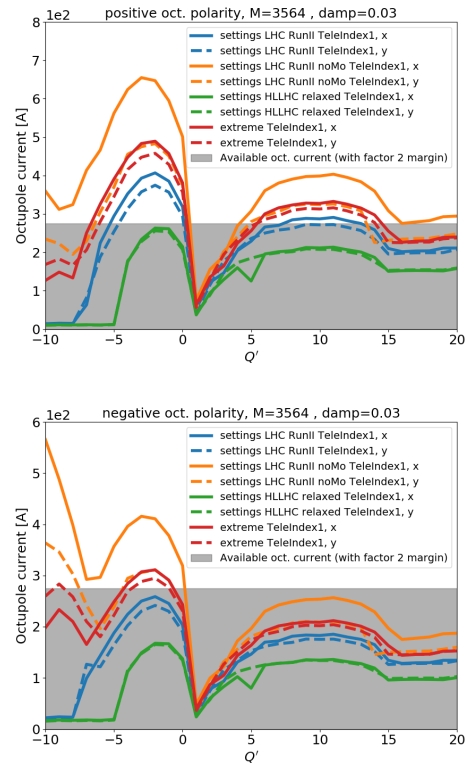 positive oct. polarity, M=3564 , damp=0.03
8 1e2
7
6
5
4
3
2
1
0
Octupole current [A]
settings LHC RunII TeleIndex1, x
settings LHC RunII TeleIndex1, y
settings LHC RunII noMo TeleIndex1, x
settings LHC RunII noMo TeleIndex1, y
settings HLLHC relaxed TeleIndex1, x
settings HLLHC relaxed TeleIndex1, y
extreme TeleIndex1, x
extreme TeleIndex1, y
Available oct. current (with factor 2 margin)
−10 −5 0 5 10 15 20
Q′
negative oct. polarity, M=3564 , damp=0.03
6 1e2
5
4
3
2
1
0
Octupole current [A]
settings LHC RunII TeleIndex1, x
settings LHC RunII TeleIndex1, y
settings LHC RunII noMo TeleIndex1, x
settings LHC RunII noMo TeleIndex1, y
settings HLLHC relaxed TeleIndex1, x
settings HLLHC relaxed TeleIndex1, y
extreme TeleIndex1, x
extreme TeleIndex1, y
Available oct. current (with factor 2 margin)
−10 −5 0 5 10 15 20
Q′